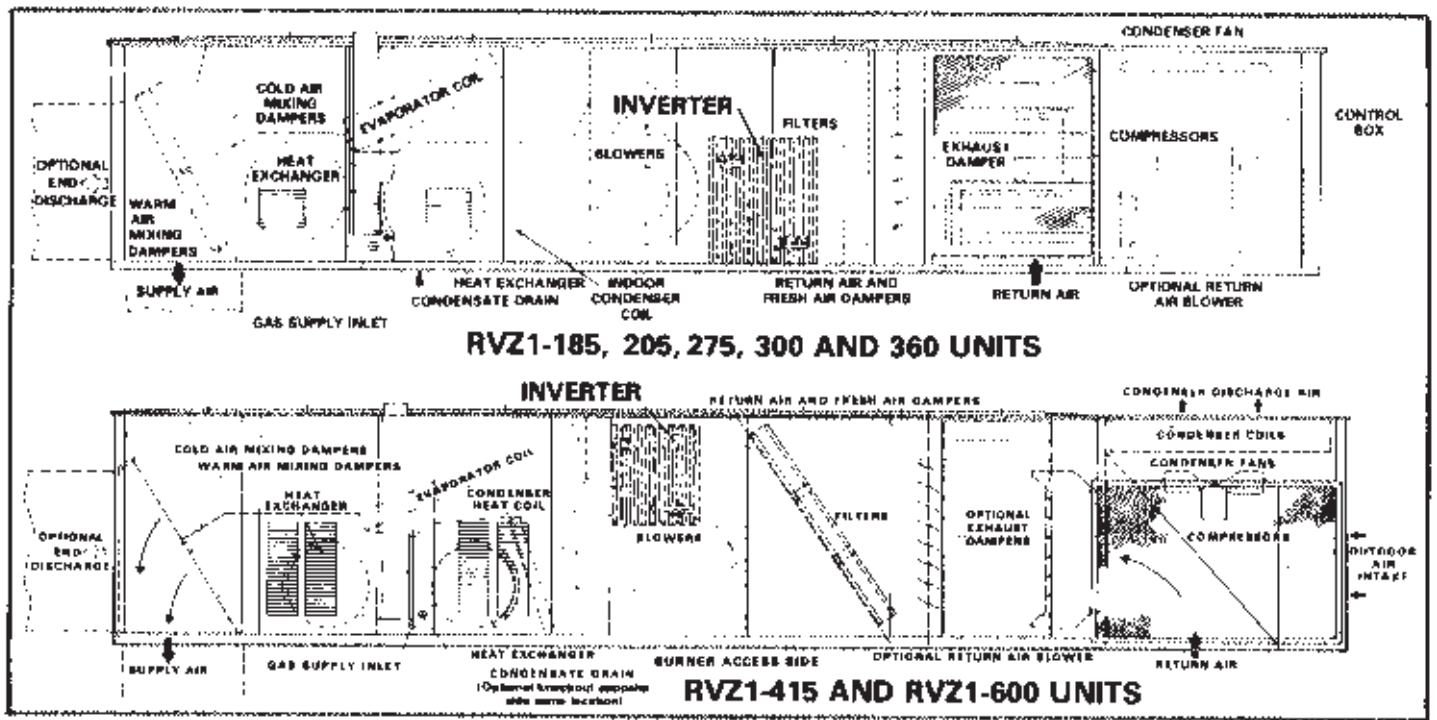 CONDENSER FAN
COLD AIR
MIXING
DAMPERS
EVAPORATOR COIL
INVERTER
FILTERS
CONTROL
BOX
COMPRESSORS
BLOWERS
EXHAUST
DAMPER
OPTIONAL
END
DISCHARGE
HEAT
EXCHANGER
WARM
AIR
MIXING
DAMPERS
SUPPLY AIR
HEAT EXCHANGER
CONDENSATE DRAIN
INDOOR
CONDENSER
COIL
RETURN AIR AND
FRESH AIR DAMPERS
RETURN AIR
OPTIONAL RETURN
AIR BLOWER
GAS SUPPLY INLET
RVZ1-185, 205, 275, 300 AND 360 UNITS
INVERTER
RETURN AIR AND FRESH AIR DAMPERS
CONDENSER DISCHARGE AIR
COLD AIR MIXING DAMPERS
WARM AIR MIXING DAMPERS
EVAPORATOR COIL
CONDENSER COILS
CONDENSER FANS
HEAT
EXCHANGER
CONDENSER
HEAT COIL
BLOWERS
FILTERS
OPTIONAL
EXHAUST
DAMPERS
COMPRESSORS
OPTIONAL
END
DISCHARGE
OUTDOOR
AIR
INTAKE
SUPPLY AIR
GAS SUPPLY INLET
HEAT EXCHANGER
CONDENSATE DRAIN
(Optional knockout opposite
side same location)
BURNER ACCESS SIDE
OPTIONAL RETURN AIR BLOWER
RETURN AIR
RVZ1-415 AND RVZ1-600 UNITS